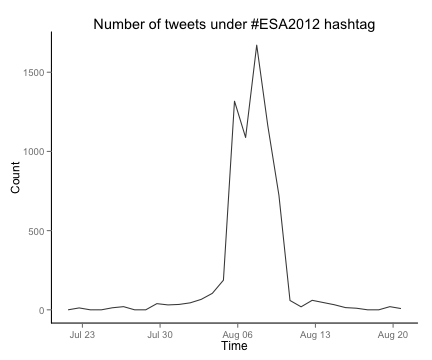 Number of tweets under #ESA2012 hashtag
Count
1500
1000
500
0
Jul 23
Jul 30
Aug 06
Aug 13
Aug 20
Time